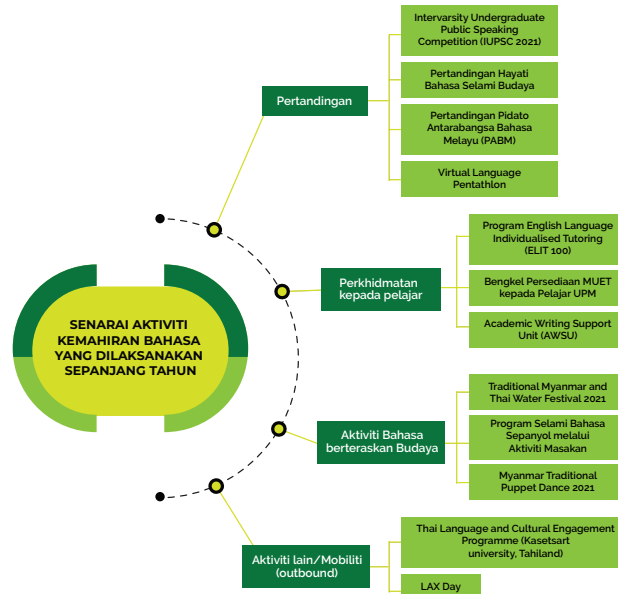 SENARAI AKTIVITI
KEMAHIRAN BAHASA
YANG DILAKSANAKAN
SEPANJANG TAHUN
Pertandingan
Intervarsity Undergraduate
Public Speaking
Competition (IUPSC 2021)
Pertandingan Hayati
Bahasa Selami Budaya
Pertandingan Pidato
Antarabangsa Bahasa
Melayu (PABM)
Virtual Language
Pentathlon
Perkhidmatan
kepada pelajar
Program English Language
Individualised Tutoring
(ELIT 100)
Bengkel Persediaan MUET
kepada Pelajar UPM
Academic Writing Support
Unit (AWSU)
Aktiviti Bahasa
berteraskan Budaya
Traditional Myanmar and
Thai Water Festival 2021
Program Selami Bahasa
Sepanyol melalui
Aktiviti Masakan
Myanmar Traditional
Puppet Dance 2021
Aktiviti lain/Mobiliti
(outbound)
Thai Language and Cultural Engagement
Programme (Kasetsart
university, Tahiland)
LAX Day